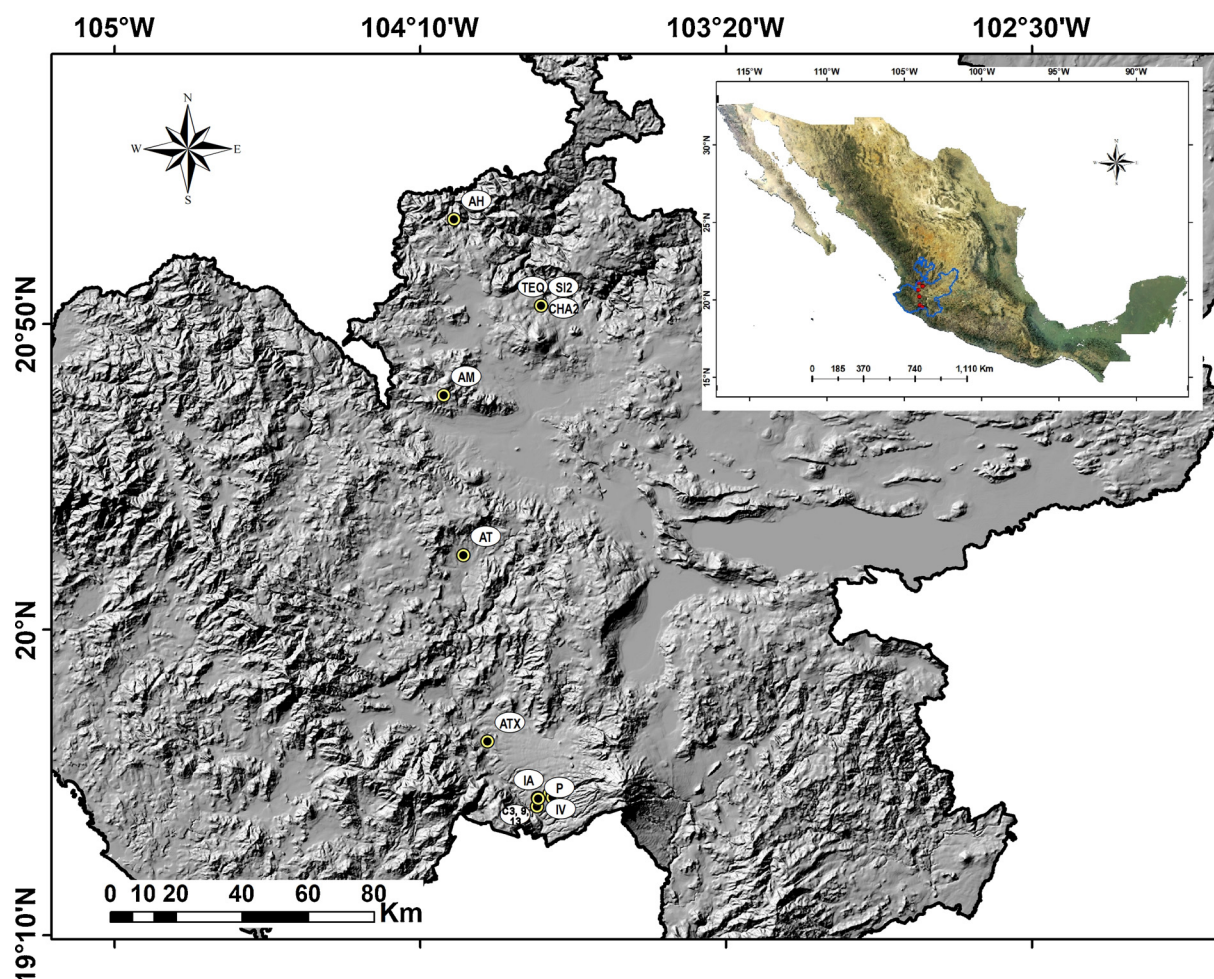 105°W 104°10'W 103°20'W 102°30'W
115°W 110°W 105°W 100°W 95°W 90°W
N
W E
S
30°N
25°N
20°N
15°N
N
W E
S
0 185 370 740 1,110 Km
20°50'N
20°N
19°10'N
AH
TEQ SI2
CHA2
AM
AT
ATX
IA
P
IV
C3, 9,
13
0 10 20 40 60 80
Km